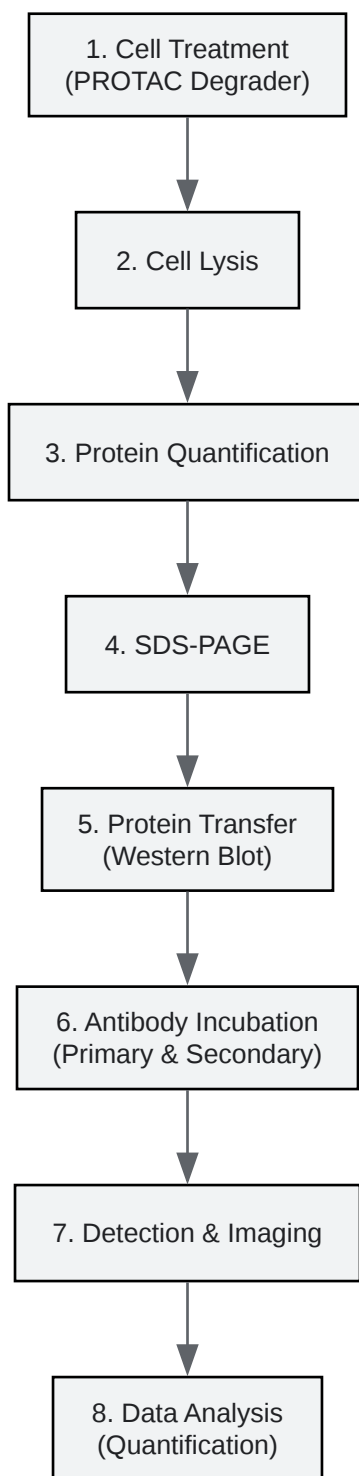 1. Cell Treatment
(PROTAC Degrader)
2. Cell Lysis
3. Protein Quantification
4. SDS-PAGE
5. Protein Transfer
(Western Blot)
6. Antibody Incubation
(Primary & Secondary)
7. Detection & Imaging
8. Data Analysis
(Quantification)